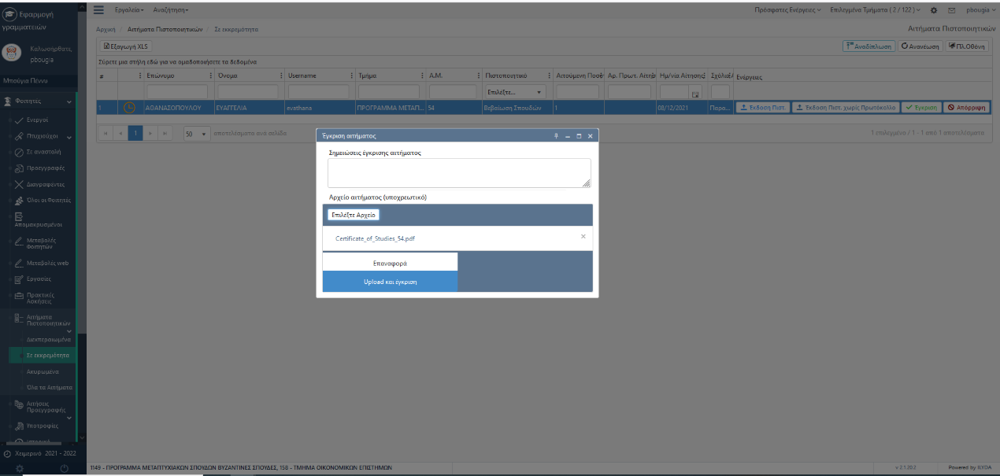 Εφαρμογή
γραμματειών
Καλωσήρθατε,
pbougia
Μπούγια Πέννυ
Φοιτητές
Ενεργοί
Πτυχιούχοι
Σε αναστολή
Προεγγραφές
Διαγραφέντες
Όλοι οι Φοιτητές
Απομακρυσμένοι
Μεταβολές
Φοιτητών
Μεταβολές web
Εργασίες
Πρακτικές
Ασκήσεις
Αιτήματα
Πιστοποιητικών
Διεκπεραιωμένα
Σε εκκρεμότητα
Ακυρωμένα
Όλα τα Αιτήματα
Αιτήσεις
Προεγγραφής
Υποτροφίες
Χειμερινό 2021 - 2022
Εργαλεία Αναζήτηση
Πρόσφατες Ενέργειες Επιλεγμένα Τμήματα ( 2 / 122 ) pbougia
Αρχική / Αιτήματα Πιστοποιητικών / Σε εκκρεμότητα
Αιτήματα Πιστοποιητικών
Εξαγωγή XLS
Αναδίπλωση Ανανέωση Πλ.Οθόνη
Σύρετε μια στήλη εδώ για να ομαδοποιήσετε τα δεδομένα
# Επώνυμο Όνομα Username Τμήμα Α.Μ. Πιστοποιητικό Αιτούμενη Ποσότ Αρ. Πρωτ. Αίτησ Ημ/νία Αίτησης Σχόλια Ενέργειες
Επιλέξτε...
1 ΑΘΑΝΑΣΟΠΟΥΛΟΥ ΕΥΑΓΓΕΛΙΑ evathana ΠΡΟΓΡΑΜΜΑ ΜΕΤΑΠ... 54 Βεβαίωση Σπουδών 1 08/12/2021 Παρα... Έκδοση Πιστ. Έκδοση Πιστ. χωρίς Πρωτόκολλο Έγκριση Απόρριψη
1 50 αποτελέσματα ανά σελίδα
1 επιλεγμένο / 1 - 1 από 1 αποτελέσματα
Έγκριση αιτήματος
Σημειώσεις έγκρισης αιτήματος
Αρχείο αιτήματος (υποχρεωτικό)
Επιλέξτε Αρχείο
Certificate_of_Studies_54.pdf
Επαναφορά
Upload και έγκριση
1149 - ΠΡΟΓΡΑΜΜΑ ΜΕΤΑΠΤΥΧΙΑΚΩΝ ΣΠΟΥΔΩΝ ΒΥΖΑΝΤΙΝΕΣ ΣΠΟΥΔΕΣ, 158 - ΤΜΗΜΑ ΟΙΚΟΝΟΜΙΚΩΝ ΕΠΙΣΤΗΜΩΝ
v 2.1.20.2
Powered by ILYDA